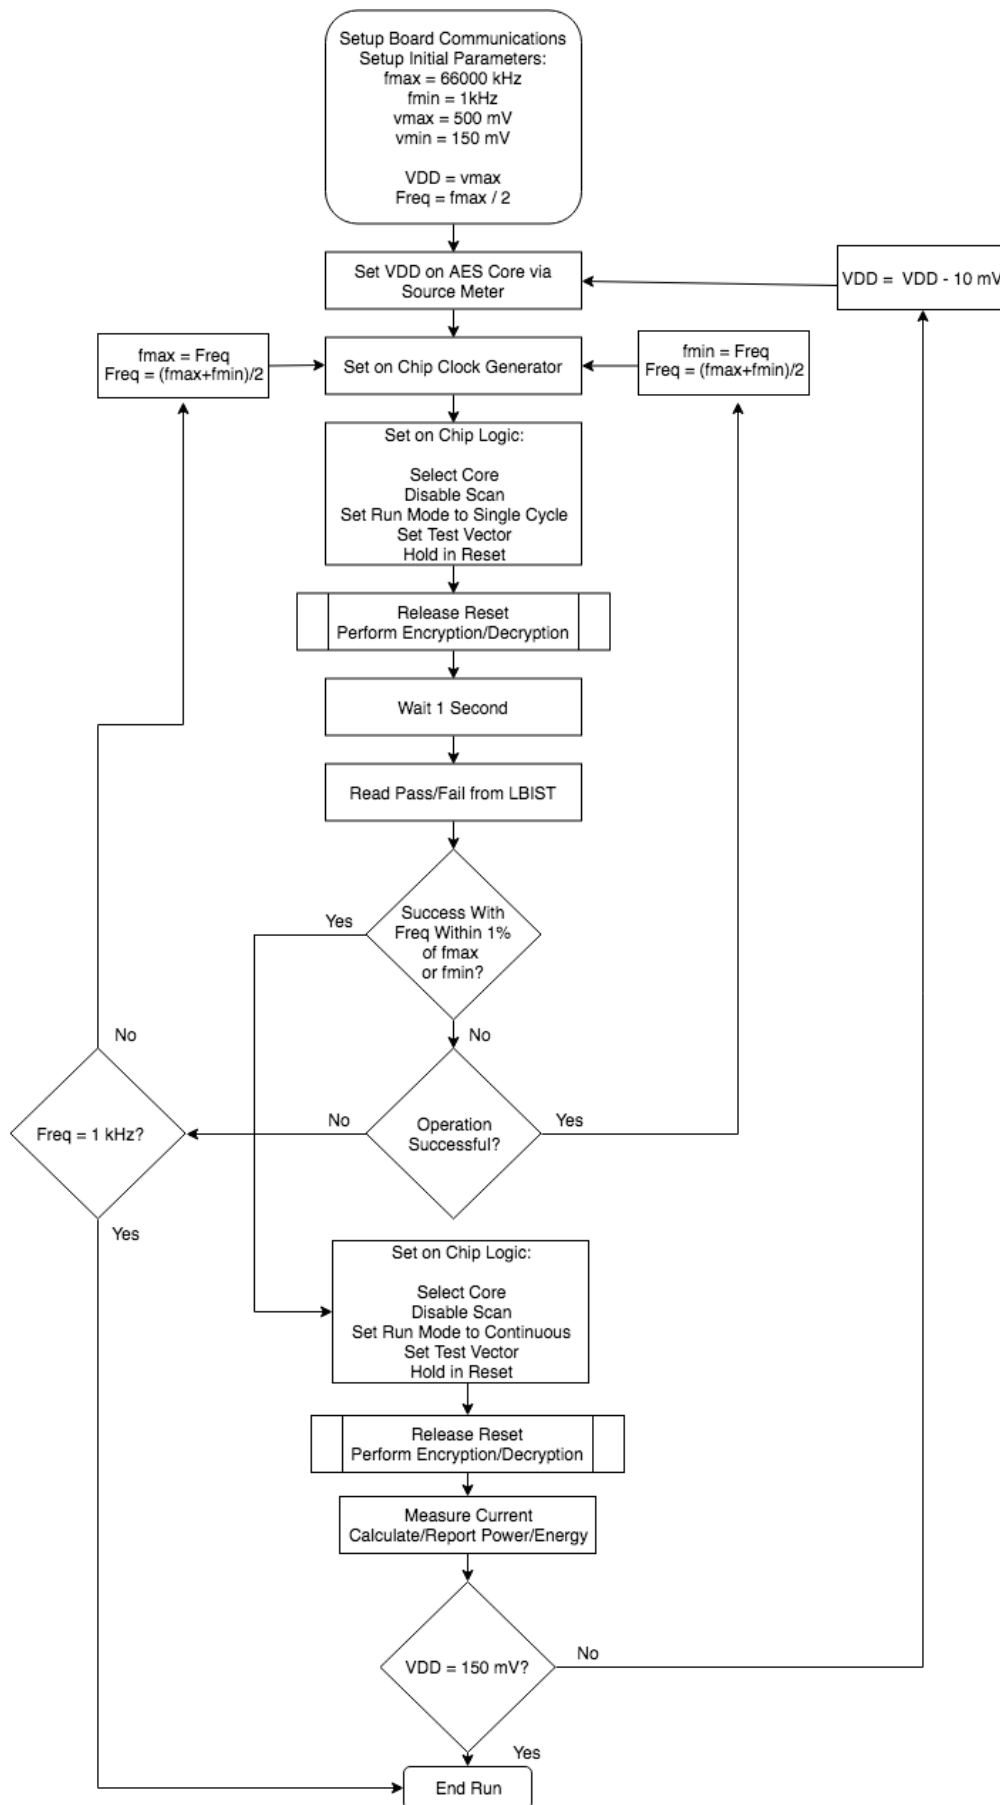 Setup Board Communications
Setup Initial Parameters:
fmax = 66000 kHz
fmin = 1kHz
vmax = 500 mV
vmin = 150 mV
VDD = vmax
Freq = fmax / 2
Set VDD on AES Core via
Source Meter
VDD = VDD - 10 mV
fmax = Freq
Freq = (fmax+fmin)/2
Set on Chip Clock Generator
fmin = Freq
Freq = (fmax+fmin)/2
Set on Chip Logic:
Select Core
Disable Scan
Set Run Mode to Single Cycle
Set Test Vector
Hold in Reset
Release Reset
Perform Encryption/Decryption
Wait 1 Second
Read Pass/Fail from LBIST
Yes
Success With
Freq Within 1%
of fmax
or fmin?
No
No
Freq = 1 kHz?
No
Operation
Successful?
Yes
Yes
Set on Chip Logic:
Select Core
Disable Scan
Set Run Mode to Continuous
Set Test Vector
Hold in Reset
Release Reset
Perform Encryption/Decryption
Measure Current
Calculate/Report Power/Energy
VDD = 150 mV?
No
Yes
End Run